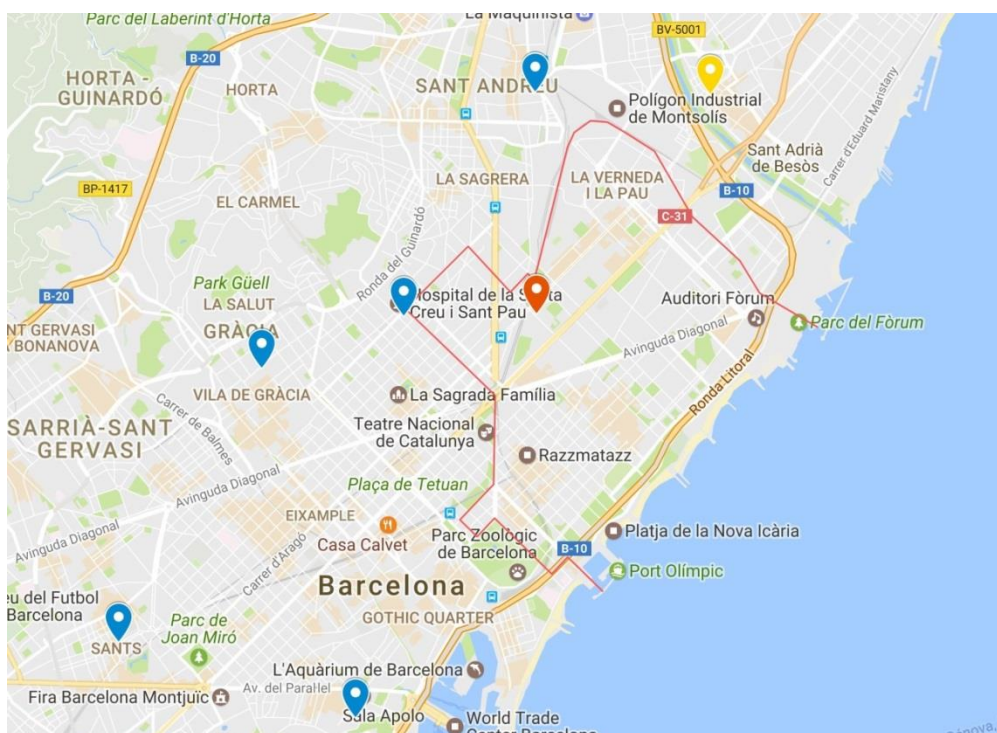 Parc del Laberint d'Horta
La Maquinista
BV-5001
B-20
HORTA -
GUINARDÓ
HORTA
SANT ANDREU
Polígon Industrial
de Montsolís
Carrer d'Eduard Maristany
Sant Adrià
de Besòs
LA SAGRERA
LA VERNEDA
I LA PAU
BP-1417
B-10
EL CARMEL
C-31
Ronda del Guinardó
Park Güell
B-20
LA SALUT
Hospital de la Santa
Creu i Sant Pau
Auditori Fòrum
NT GERVASI
A BONANOVA
GRÀCIA
Parc del Fòrum
Avinguda Diagonal
VILA DE GRÀCIA
La Sagrada Família
Ronda Litoral
SARRIÀ-SANT
GERVASI
Carrer de Balmes
Teatre Nacional
de Catalunya
Razzmatazz
Avinguda Diagonal
Plaça de Tetuan
EIXAMPLE
Casa Calvet
Parc Zoològic
de Barcelona
Platja de la Nova Icària
B-10
Avinguda Diagonal
Carrer d'Aragó
Port Olímpic
Barcelona
eu del Futbol
Barcelona
GOTHIC QUARTER
Parc de
Joan Miró
SANTS
L'Aquàrium de Barcelona
Fira Barcelona Montjuïc
Av. del Paral·lel
Sala Apolo
World Trade
Center Barcelona